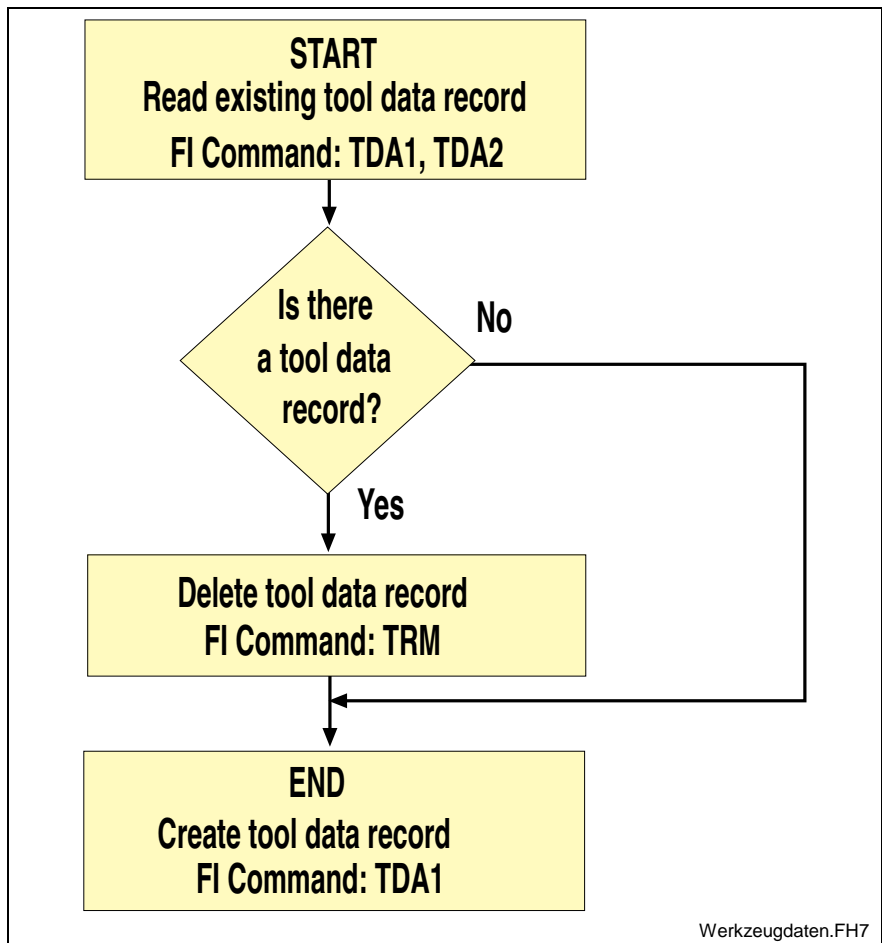 START
Read existing tool data record
FI Command: TDA1, TDA2
Is there
a tool data
record?
No
Yes
Delete tool data record
FI Command: TRM
END
Create tool data record
FI Command: TDA1
Werkzeugdaten.FH7